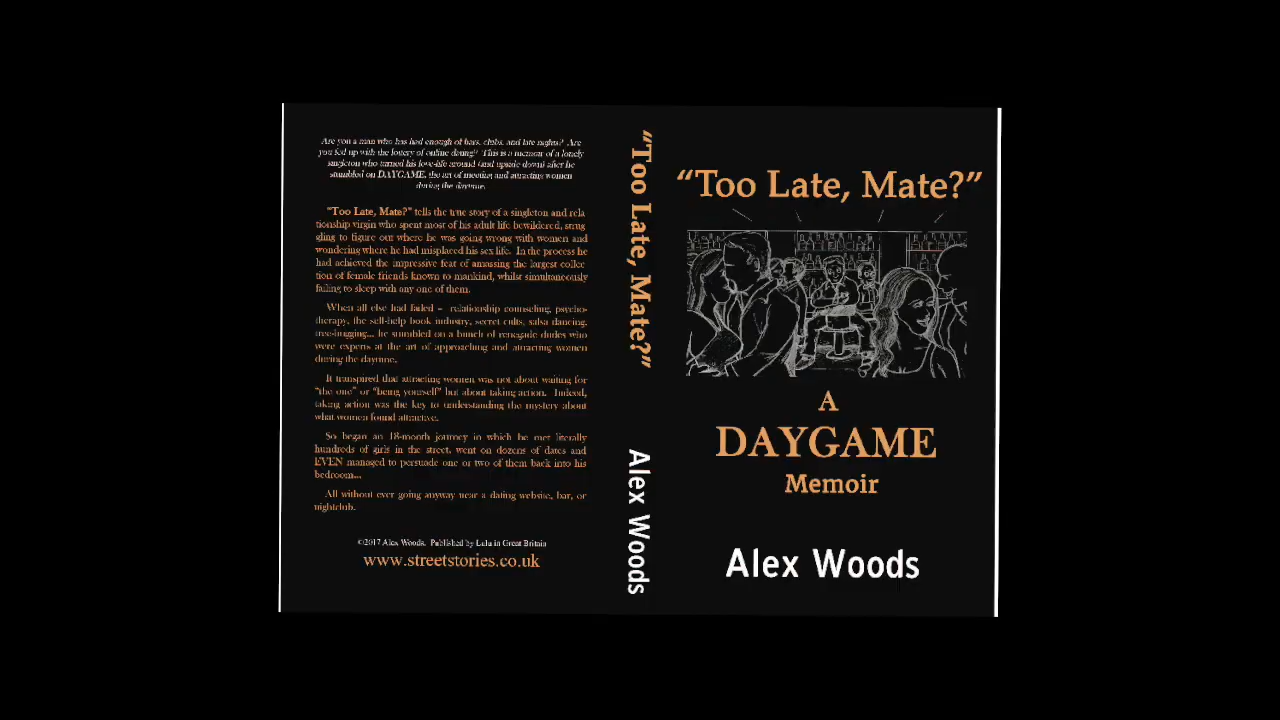 Are you a man who has had enough of bars, clubs, and late nights? Are
you fed up with the lottery of online dating? This is a memoir of a lonely
singleton who turned his love-life around (and upside down) after he
stumbled on DAYGAME, the art of meeting and attracting women
during the daytime.
"Too Late, Mate?" tells the true story of a singleton and rela
tionship virgin who spent most of his adult life bewildered, strug
gling to figure out where he was going wrong with women and
wondering where he had misplaced his sex life. In the process he
had achieved the impressive feat of amassing the largest collec
tion of female friends known to mankind, whilst simultaneously
failing to sleep with any one of them.
When all else had failed – relationship counseling, psycho-
therapy, the self-help book industry, secret cults, salsa dancing,
tree-hugging... he stumbled on a bunch of renegade dudes who
were experts at the art of approaching and attracting women
during the daytime.
It transpired that attracting women was not about waiting for
"the one" or "being yourself" but about taking action. Indeed,
taking action was the key to understanding the mystery about
what women found attractive.
So began an 18-month journey in which he met literally
hundreds of girls in the street, went on dozens of dates and
EVEN managed to persuade one or two of them back into his
bedroom...
All without ever going anyway near a dating website, bar, or
nightclub.
©2017 Alex Woods. Published by Lulu in Great Britain
www.streetstories.co.uk
"Too Late, Mate?"
Alex Woods
"Too Late, Mate?"
A
DAYGAME
Memoir
Alex Woods